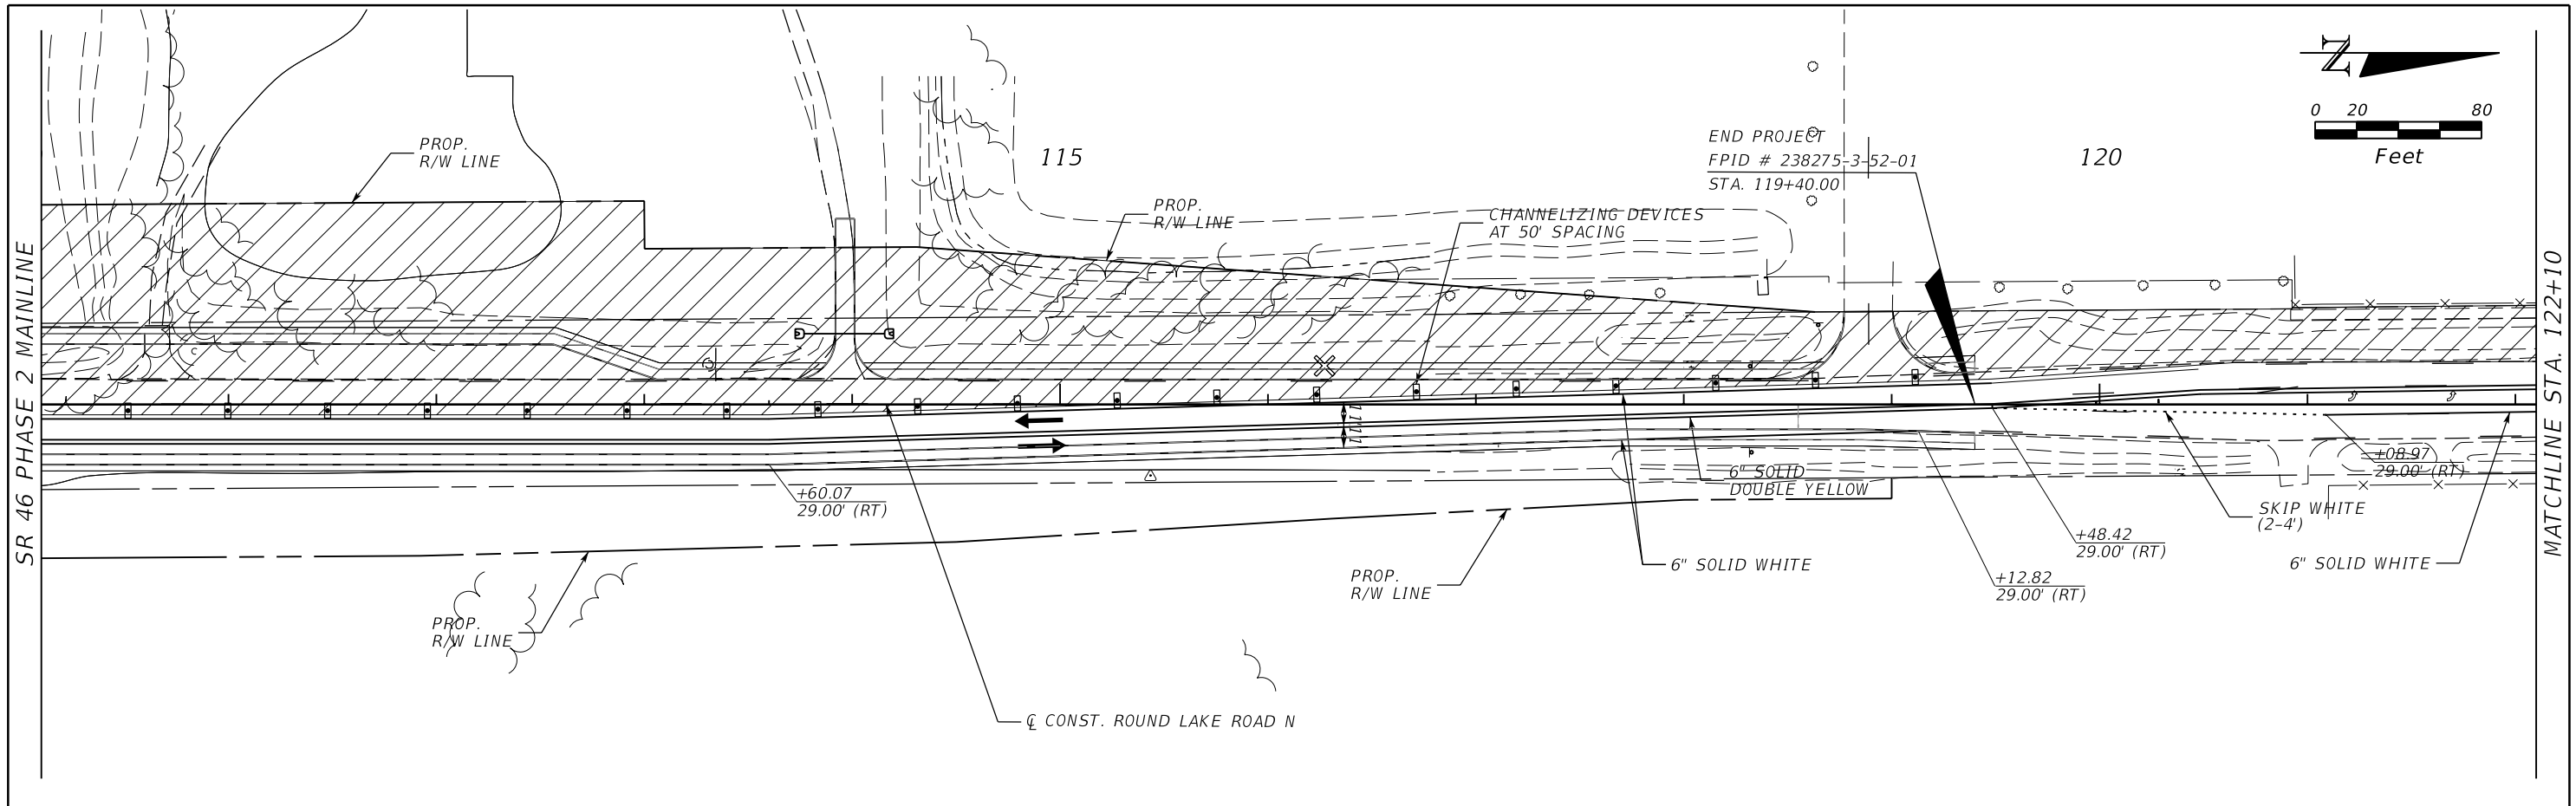 SR 46 PHASE 2 MAINLINE
PROP.
R/W LINE
115
PROP.
R/W LINE
CHANNELIZING DEVICES
AT 50' SPACING
END PROJECT
FPID # 238275-3-52-01
STA. 119+40.00
120
N
0 20 80
Feet
MATCHLINE STA. 122+10
11'
11'
+60.07
29.00' (RT)
6" SOLID
DOUBLE YELLOW
+08.97
29.00' (RT)
SKIP WHITE
(2-4')
+48.42
29.00' (RT)
6" SOLID WHITE
6" SOLID WHITE
+12.82
29.00' (RT)
PROP.
R/W LINE
PROP.
R/W LINE
℄ CONST. ROUND LAKE ROAD N